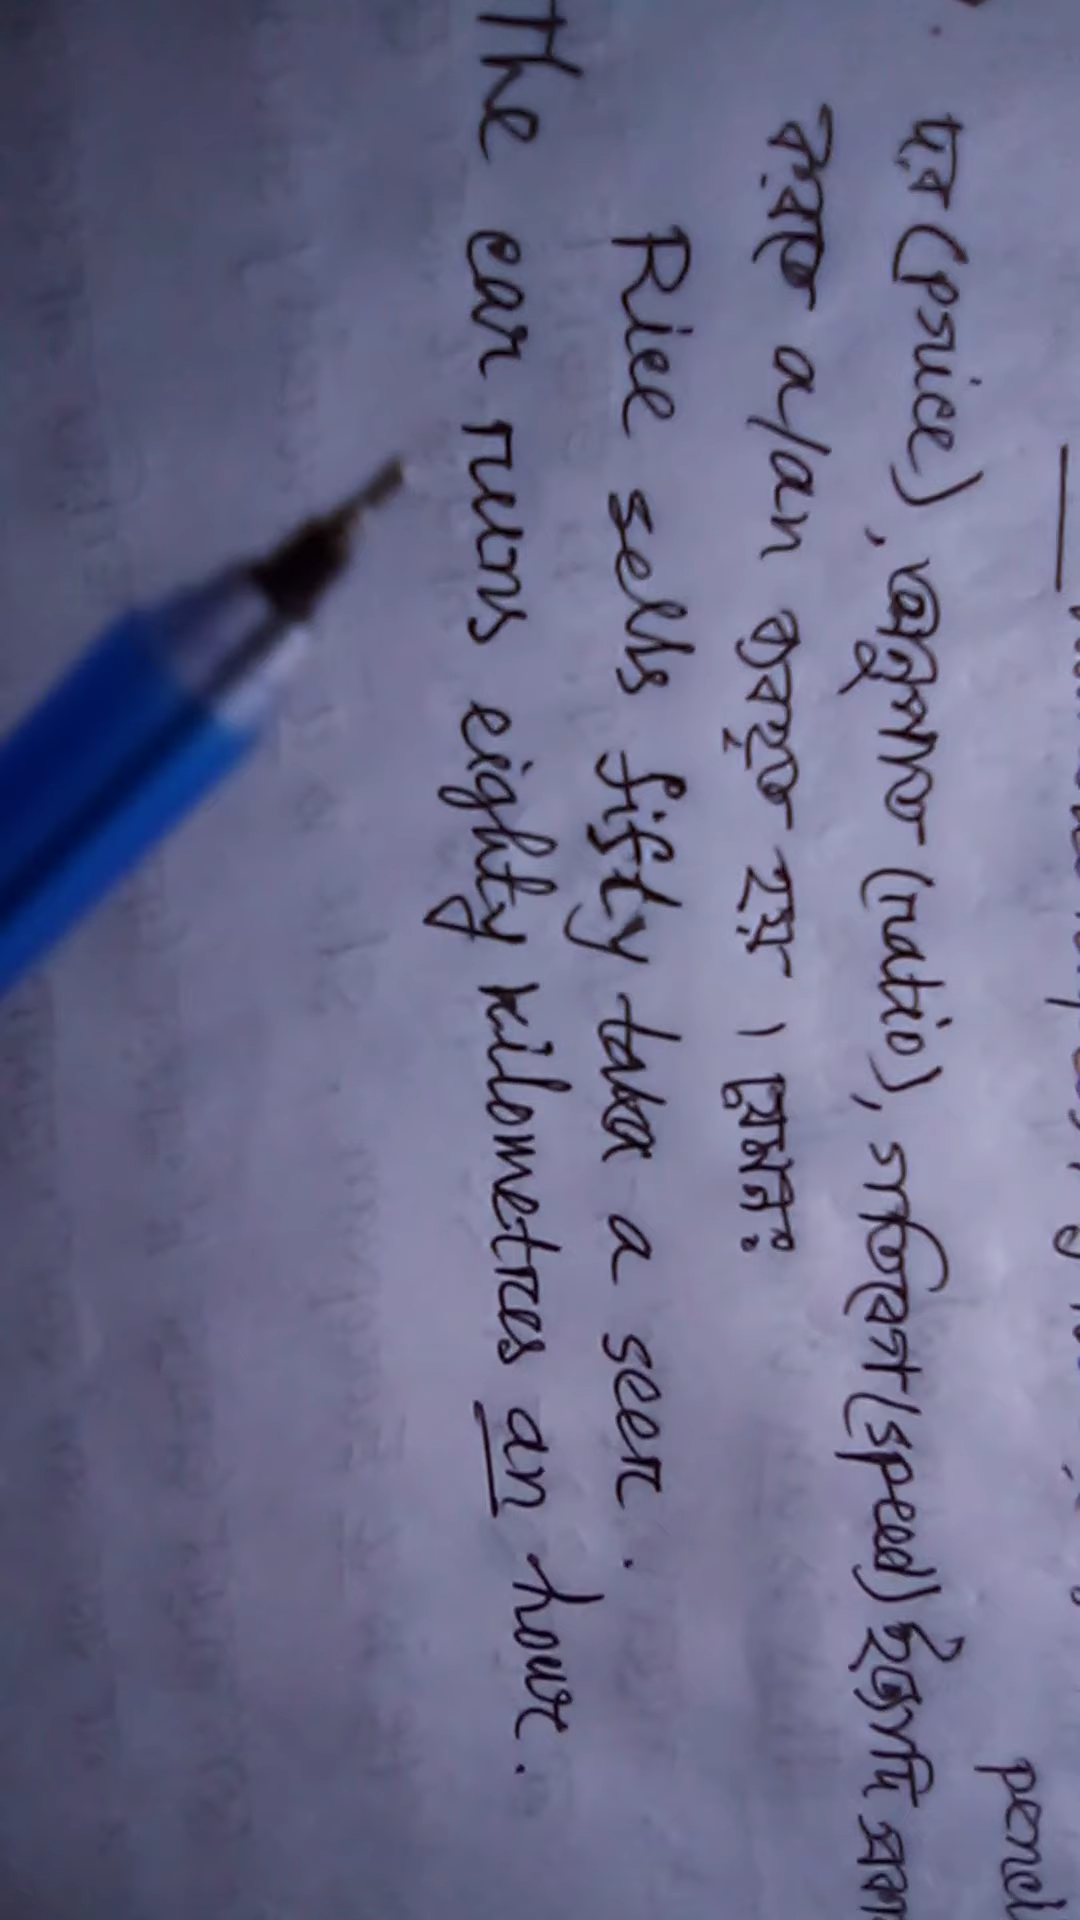 pencil
দর (price), অনুপাত (ratio), গতিবেগ (speed) ইত্যাদি প্রকাশ
করতে a/an ব্যবহৃত হয় । যেমনঃ
Rice sells fifty taka a seer.
The car runs eighty kilometres an hour.